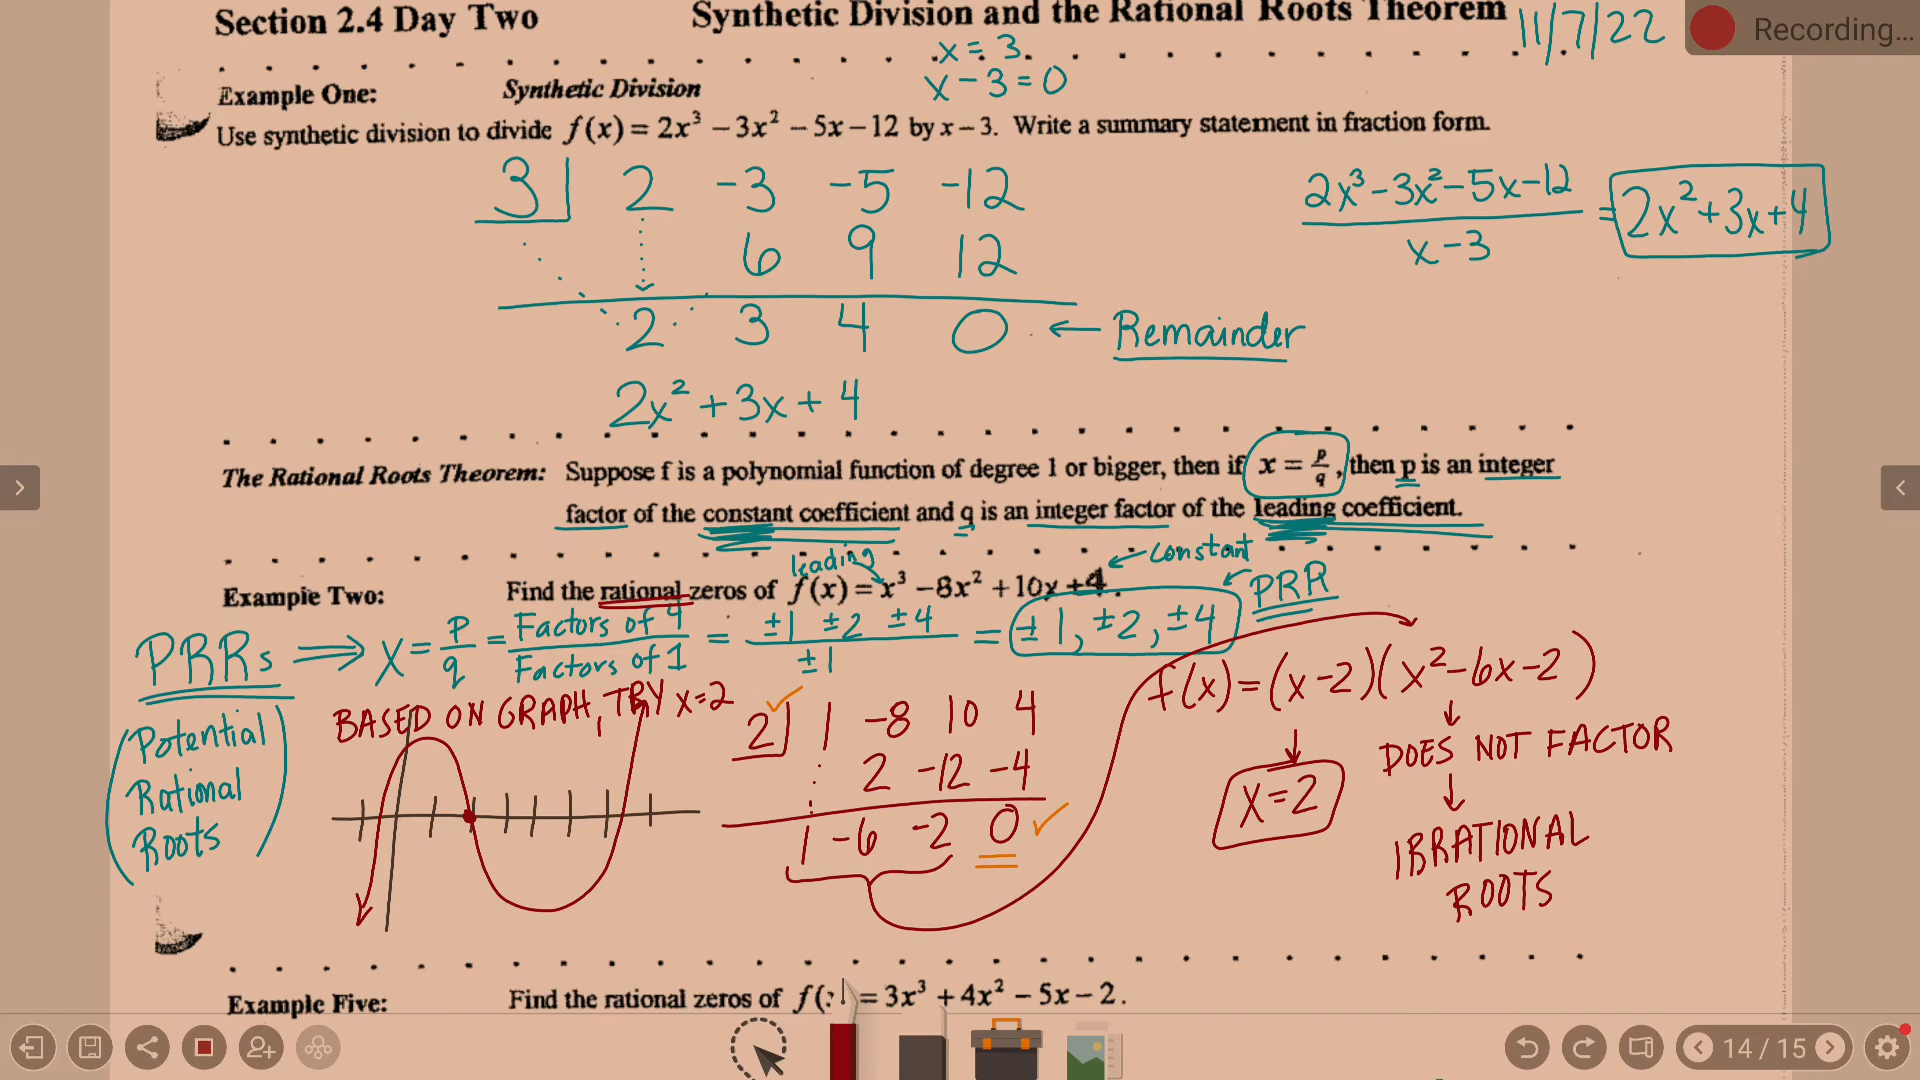 Section 2.4 Day Two Synthetic Division and the Rational Roots Theorem 11/7/22 Recording...
x = 3
x - 3 = 0
Example One: Synthetic Division
Use synthetic division to divide f(x) = 2x³ - 3x² - 5x - 12 by x - 3. Write a summary statement in fraction form.
3 2 -3 -5 -12
6 9 12
2 3 4 0 ← Remainder
2x² + 3x + 4
2x³-3x²-5x-12
x-3
= 2x²+3x+4
The Rational Roots Theorem: Suppose f is a polynomial function of degree 1 or bigger, then if x = p/q, then p is an integer
factor of the constant coefficient and q is an integer factor of the leading coefficient.
leading ← constant
Example Two: Find the rational zeros of f(x) = x³ - 8x² + 10x + 4.
PRR
PRRs ⇒ x = p/q = Factors of 4 / Factors of 1 = ±1 ±2 ±4 / ±1 = ±1, ±2, ±4
(Potential
Rational
Roots)
BASED ON GRAPH, TRY x=2
2 1 -8 10 4
2 -12 -4
1 -6 -2 0
f(x) = (x-2)(x²-6x-2)
x=2
DOES NOT FACTOR
IRRATIONAL
ROOTS
Example Five: Find the rational zeros of f( = 3x³ + 4x² - 5x - 2.
14 / 15